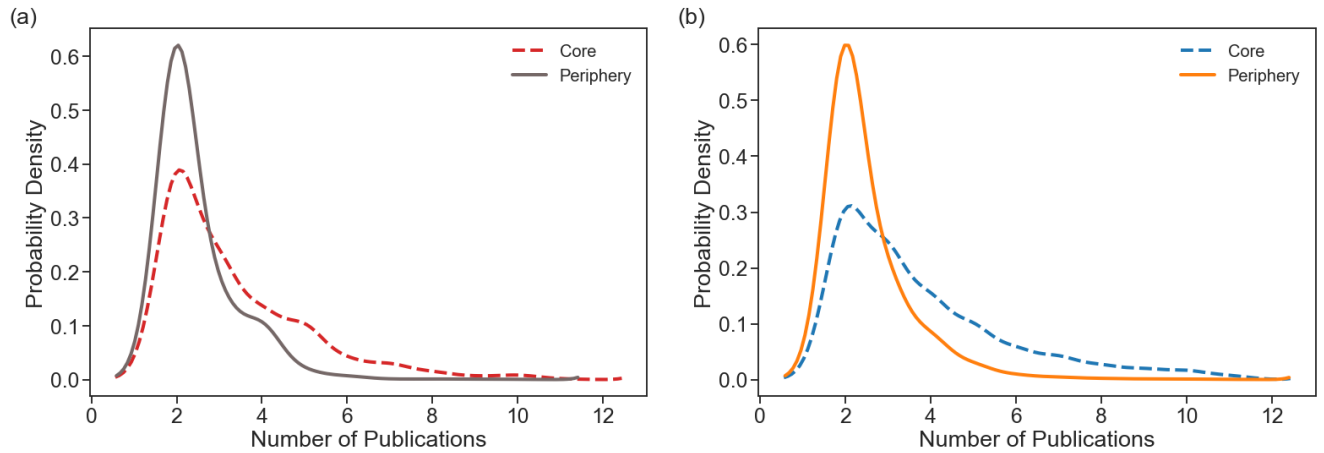 (a)
Probability Density
0.6
0.5
0.4
0.3
0.2
0.1
0.0
Core
Periphery
0 2 4 6 8 10 12
Number of Publications
(b)
Probability Density
0.6
0.5
0.4
0.3
0.2
0.1
0.0
Core
Periphery
0 2 4 6 8 10 12
Number of Publications